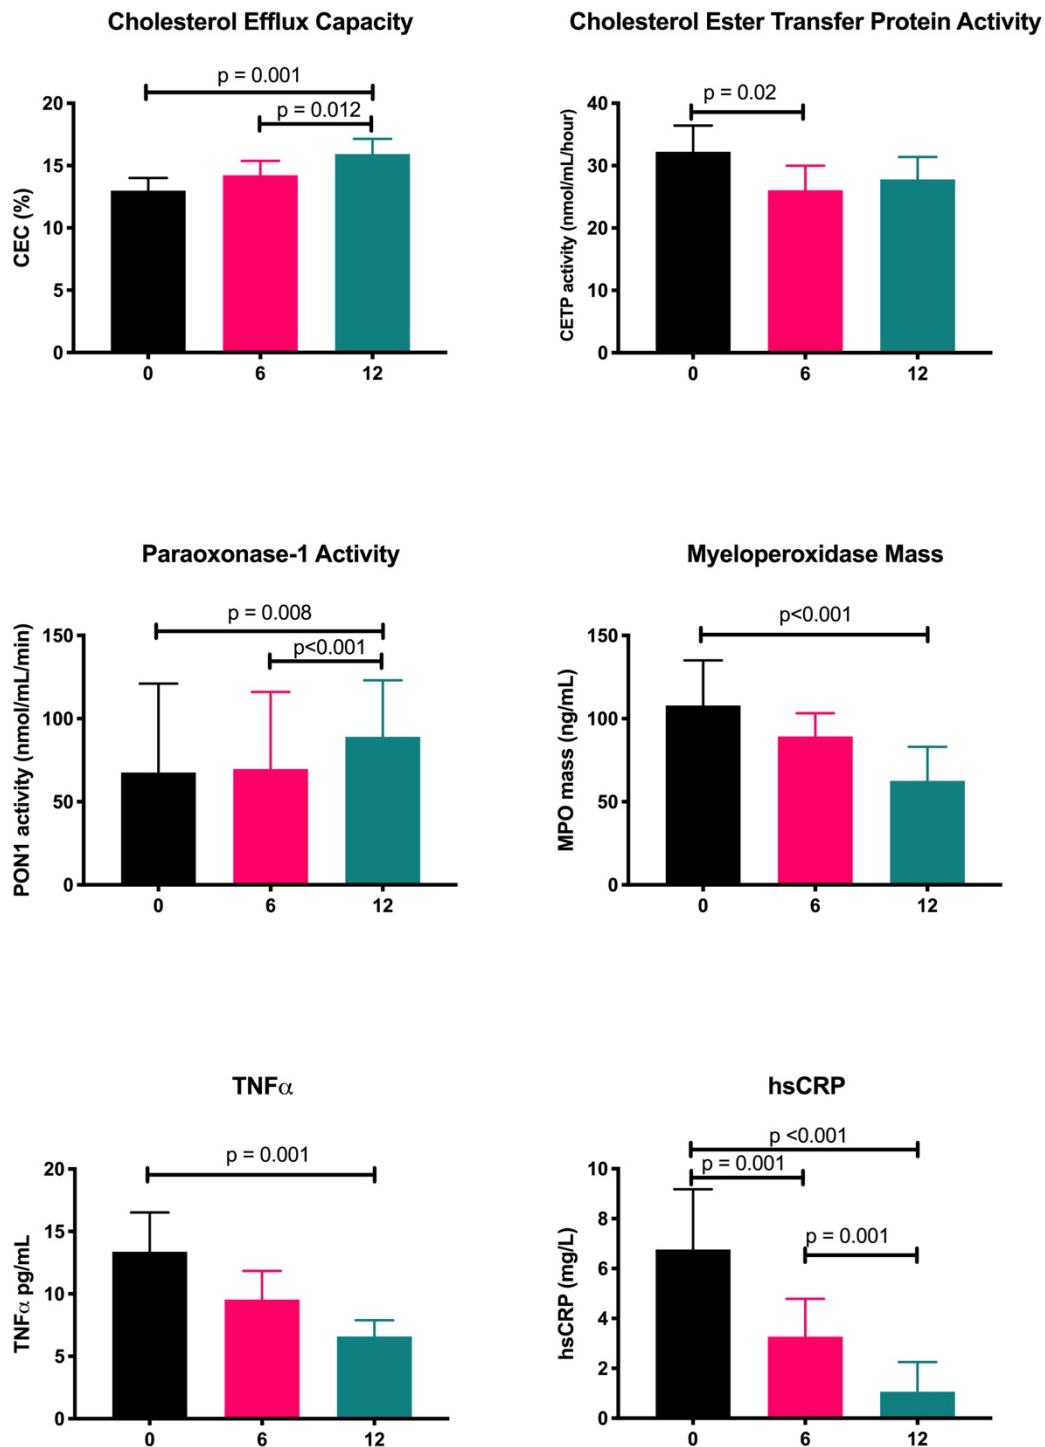 Cholesterol Efflux Capacity
p = 0.001
p = 0.012
CEC (%)
20
15
10
5
0
0 6 12
Cholesterol Ester Transfer Protein Activity
p = 0.02
CETP activity (nmol/mL/hour)
40
30
20
10
0
0 6 12
Paraoxonase-1 Activity
p = 0.008
p<0.001
PON1 activity (nmol/mL/min)
150
100
50
0
0 6 12
Myeloperoxidase Mass
p<0.001
MPO mass (ng/mL)
150
100
50
0
0 6 12
TNFα
p = 0.001
TNFα pg/mL
20
15
10
5
0
0 6 12
hsCRP
p <0.001
p = 0.001
p = 0.001
hsCRP (mg/L)
10
8
6
4
2
0
0 6 12